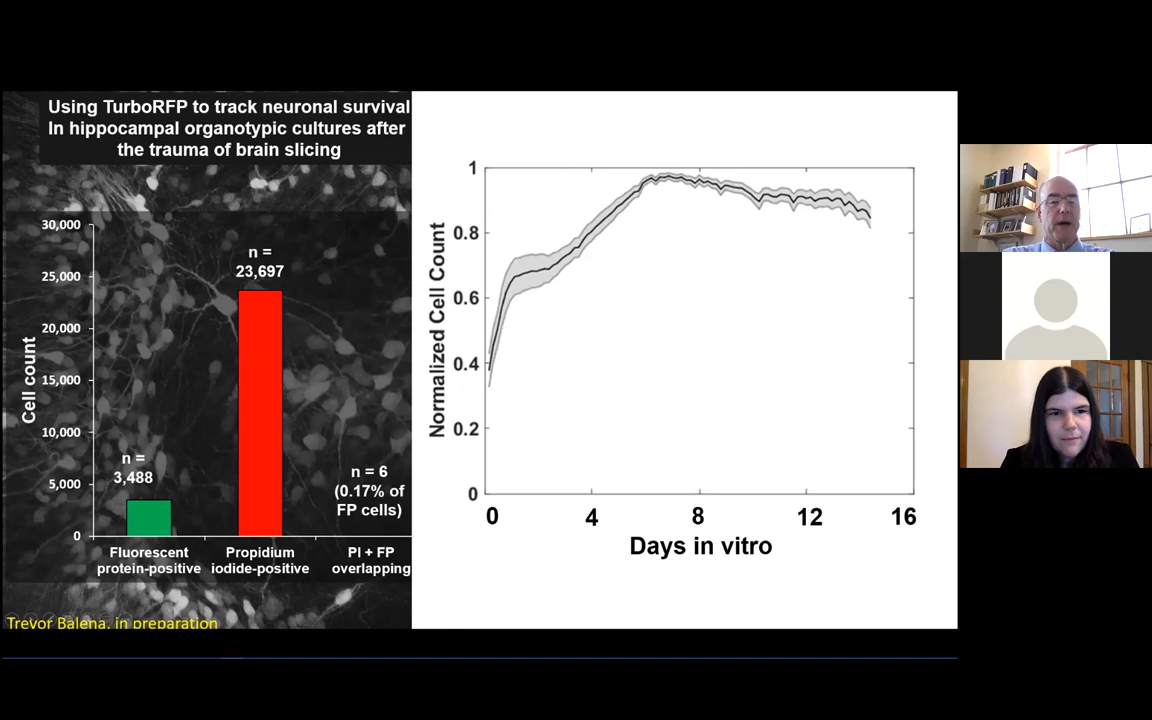 Using TurboRFP to track neuronal survival
In hippocampal organotypic cultures after
the trauma of brain slicing
30,000
25,000
20,000
15,000
10,000
5,000
0
Cell count
n =
3,488
n =
23,697
n = 6
(0.17% of
FP cells)
Fluorescent
protein-positive
Propidium
iodide-positive
PI + FP
overlapping
Trevor Balena, in preparation
1
0.8
0.6
0.4
0.2
0
Normalized Cell Count
0 4 8 12 16
Days in vitro